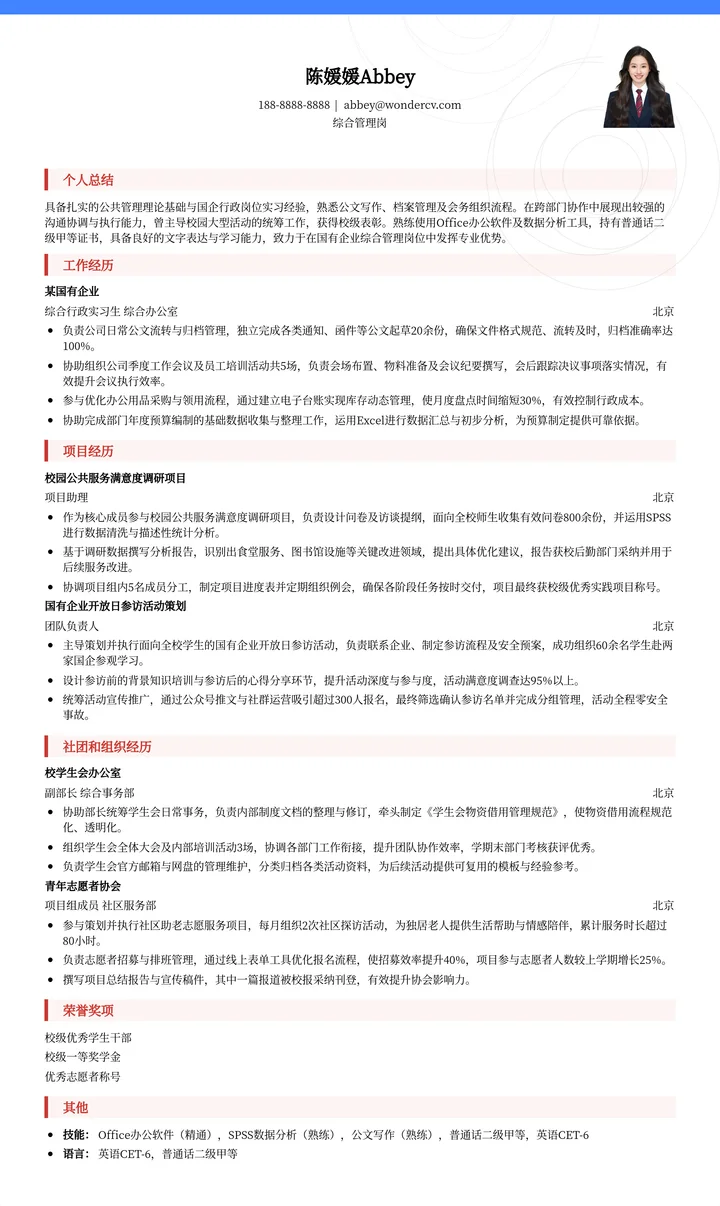 陈媛媛Abbey
188-8888-8888 | abbey@wondercv.com
综合管理岗
个人总结
具备扎实的公共管理理论基础与国企行政岗位实习经验，熟悉公文写作、档案管理及会务组织流程。在跨部门协作中展现出较强的
沟通协调与执行能力，曾主导校园大型活动的统筹工作，获得校级表彰。熟练使用Office办公软件及数据分析工具，持有普通话二
级甲等证书，具备良好的文字表达与学习能力，致力于在国有企业综合管理岗位中发挥专业优势。
工作经历
某国有企业
综合行政实习生 综合办公室 北京
• 负责公司日常公文流转与归档管理，独立完成各类通知、函件等公文起草20余份，确保文件格式规范、流转及时，归档准确率达
100%。
• 协助组织公司季度工作会议及员工培训活动共5场，负责会场布置、物料准备及会议纪要撰写，会后跟踪决议事项落实情况，有
效提升会议执行效率。
• 参与优化办公用品采购与领用流程，通过建立电子台账实现库存动态管理，使月度盘点时间缩短30%，有效控制行政成本。
• 协助完成部门年度预算编制的基础数据收集与整理工作，运用Excel进行数据汇总与初步分析，为预算制定提供可靠依据。
项目经历
校园公共服务满意度调研项目
项目助理 北京
• 作为核心成员参与校园公共服务满意度调研项目，负责设计问卷及访谈提纲，面向全校师生收集有效问卷800余份，并运用SPSS
进行数据清洗与描述性统计分析。
• 基于调研数据撰写分析报告，识别出食堂服务、图书馆设施等关键改进领域，提出具体优化建议，报告获校后勤部门采纳并用于
后续服务改进。
• 协调项目组内5名成员分工，制定项目进度表并定期组织例会，确保各阶段任务按时交付，项目最终获校级优秀实践项目称号。
国有企业开放日参访活动策划
团队负责人 北京
• 主导策划并执行面向全校学生的国有企业开放日参访活动，负责联系企业、制定参访流程及安全预案，成功组织60余名学生赴两
家国企参观学习。
• 设计参访前的背景知识培训与参访后的心得分享环节，提升活动深度与参与度，活动满意度调查达95%以上。
• 统筹活动宣传推广，通过公众号推文与社群运营吸引超过300人报名，最终筛选确认参访名单并完成分组管理，活动全程零安全
事故。
社团和组织经历
校学生会办公室
副部长 综合事务部 北京
• 协助部长统筹学生会日常事务，负责内部制度文档的整理与修订，牵头制定《学生会物资借用管理规范》，使物资借用流程规范
化、透明化。
• 组织学生会全体大会及内部培训活动3场，协调各部门工作衔接，提升团队协作效率，学期末部门考核获评优秀。
• 负责学生会官方邮箱与网盘的管理维护，分类归档各类活动资料，为后续活动提供可复用的模板与经验参考。
青年志愿者协会
项目组成员 社区服务部 北京
• 参与策划并执行社区助老志愿服务项目，每月组织2次社区探访活动，为独居老人提供生活帮助与情感陪伴，累计服务时长超过
80小时。
• 负责志愿者招募与排班管理，通过线上表单工具优化报名流程，使招募效率提升40%，项目参与志愿者人数较上学期增长25%。
• 撰写项目总结报告与宣传稿件，其中一篇报道被校报采纳刊登，有效提升协会影响力。
荣誉奖项
校级优秀学生干部
校级一等奖学金
优秀志愿者称号
其他
• 技能： Office办公软件（精通）, SPSS数据分析（熟练）, 公文写作（熟练）, 普通话二级甲等，英语CET-6
• 语言： 英语CET-6，普通话二级甲等